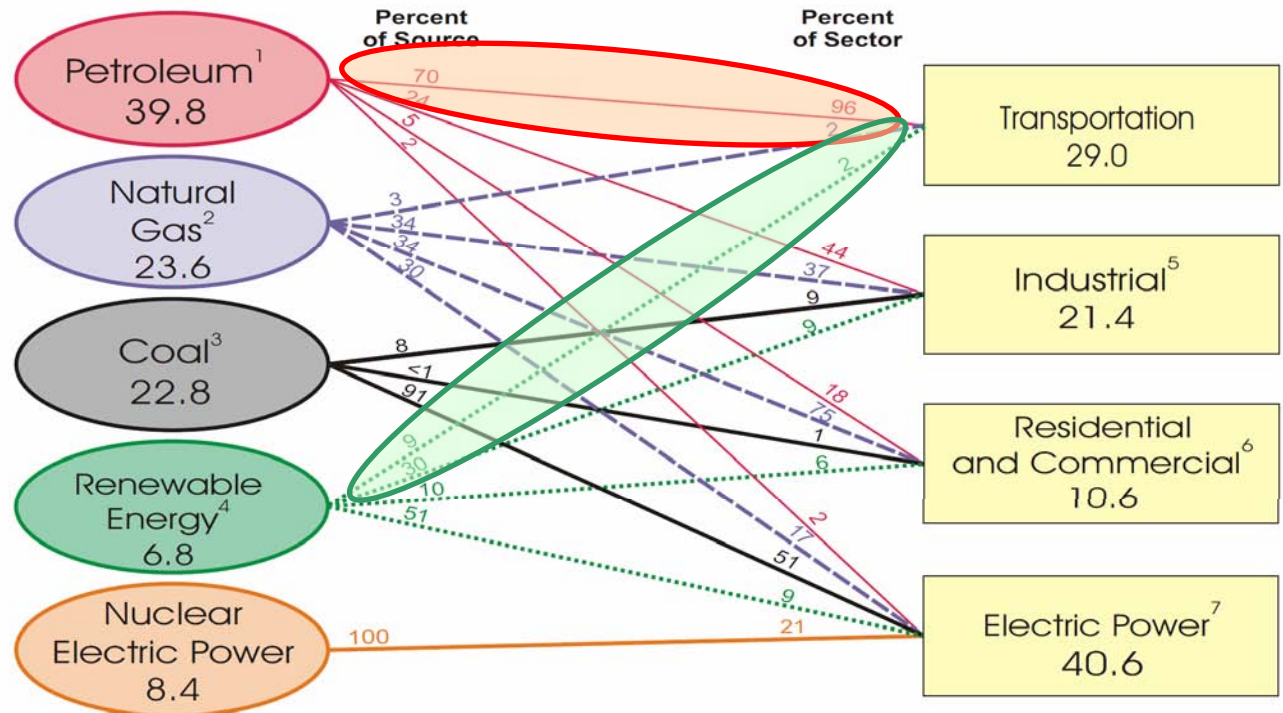 Percent
of Source
Percent
of Sector
Petroleum¹
39.8
Natural
Gas²
23.6
Coal³
22.8
Renewable
Energy⁴
6.8
Nuclear
Electric Power
8.4
70
24
5
2
3
34
34
30
8
<1
91
9
30
10
51
100
96
2
2
44
37
9
9
18
75
1
6
2
17
51
9
21
Transportation
29.0
Industrial⁵
21.4
Residential
and Commercial⁶
10.6
Electric Power⁷
40.6